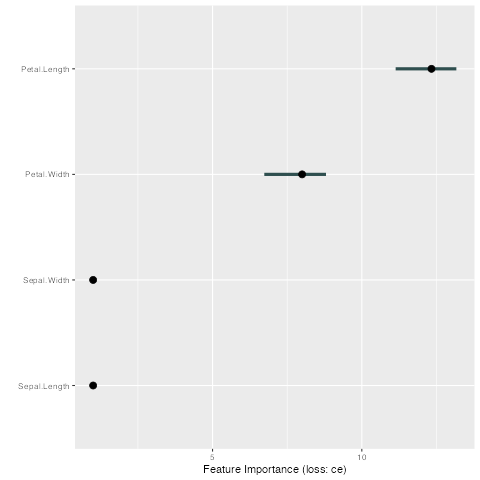 Petal.Length
Petal.Width
Sepal.Width
Sepal.Length
5 10
Feature Importance (loss: ce)